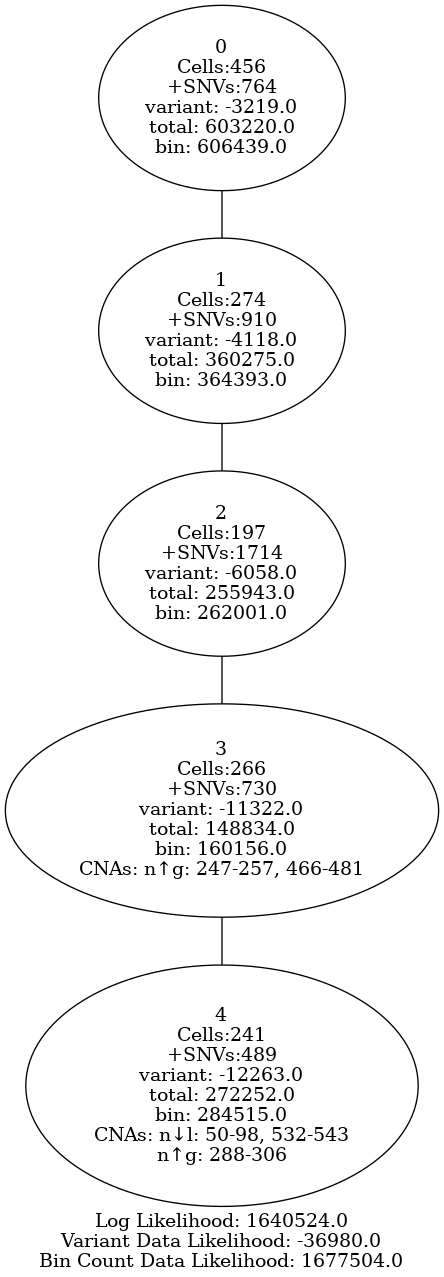 0
Cells:456
+SNVs:764
variant: -3219.0
total: 603220.0
bin: 606439.0
1
Cells:274
+SNVs:910
variant: -4118.0
total: 360275.0
bin: 364393.0
2
Cells:197
+SNVs:1714
variant: -6058.0
total: 255943.0
bin: 262001.0
3
Cells:266
+SNVs:730
variant: -11322.0
total: 148834.0
bin: 160156.0
CNAs: n↑g: 247-257, 466-481
4
Cells:241
+SNVs:489
variant: -12263.0
total: 272252.0
bin: 284515.0
CNAs: n↓l: 50-98, 532-543
n↑g: 288-306
Log Likelihood: 1640524.0
Variant Data Likelihood: -36980.0
Bin Count Data Likelihood: 1677504.0